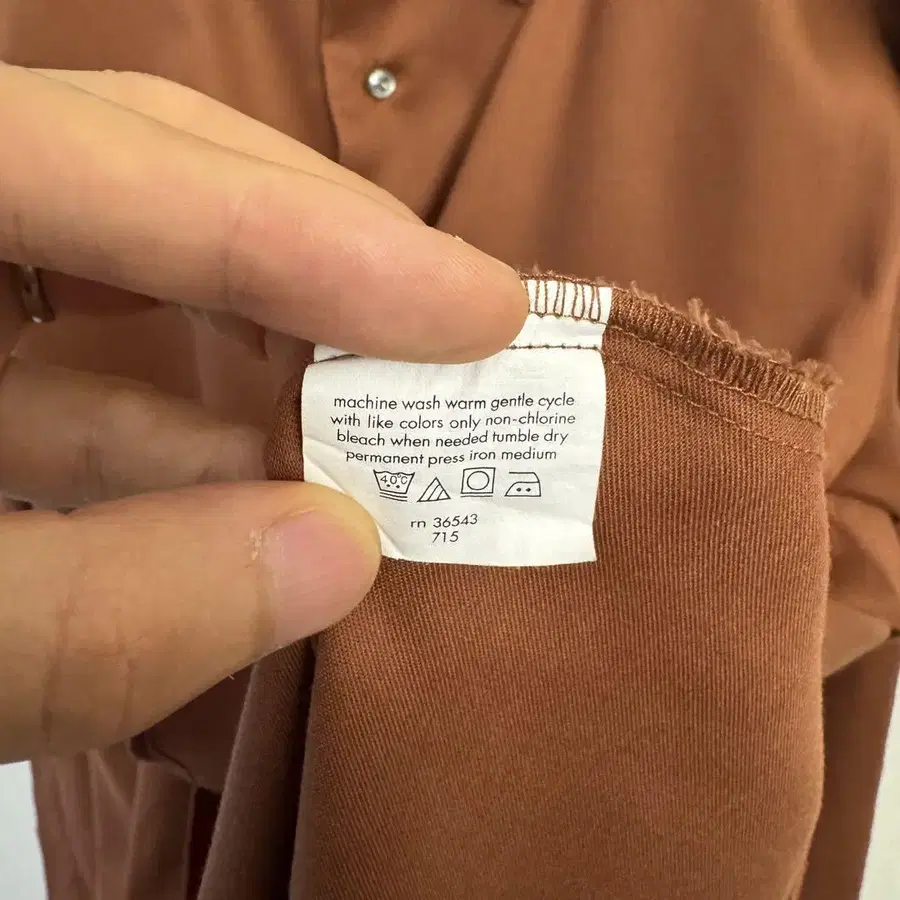 machine wash warm gentle cycle
with like colors only non-chlorine
bleach when needed tumble dry
permanent press iron medium
40°C
rn 36543
715